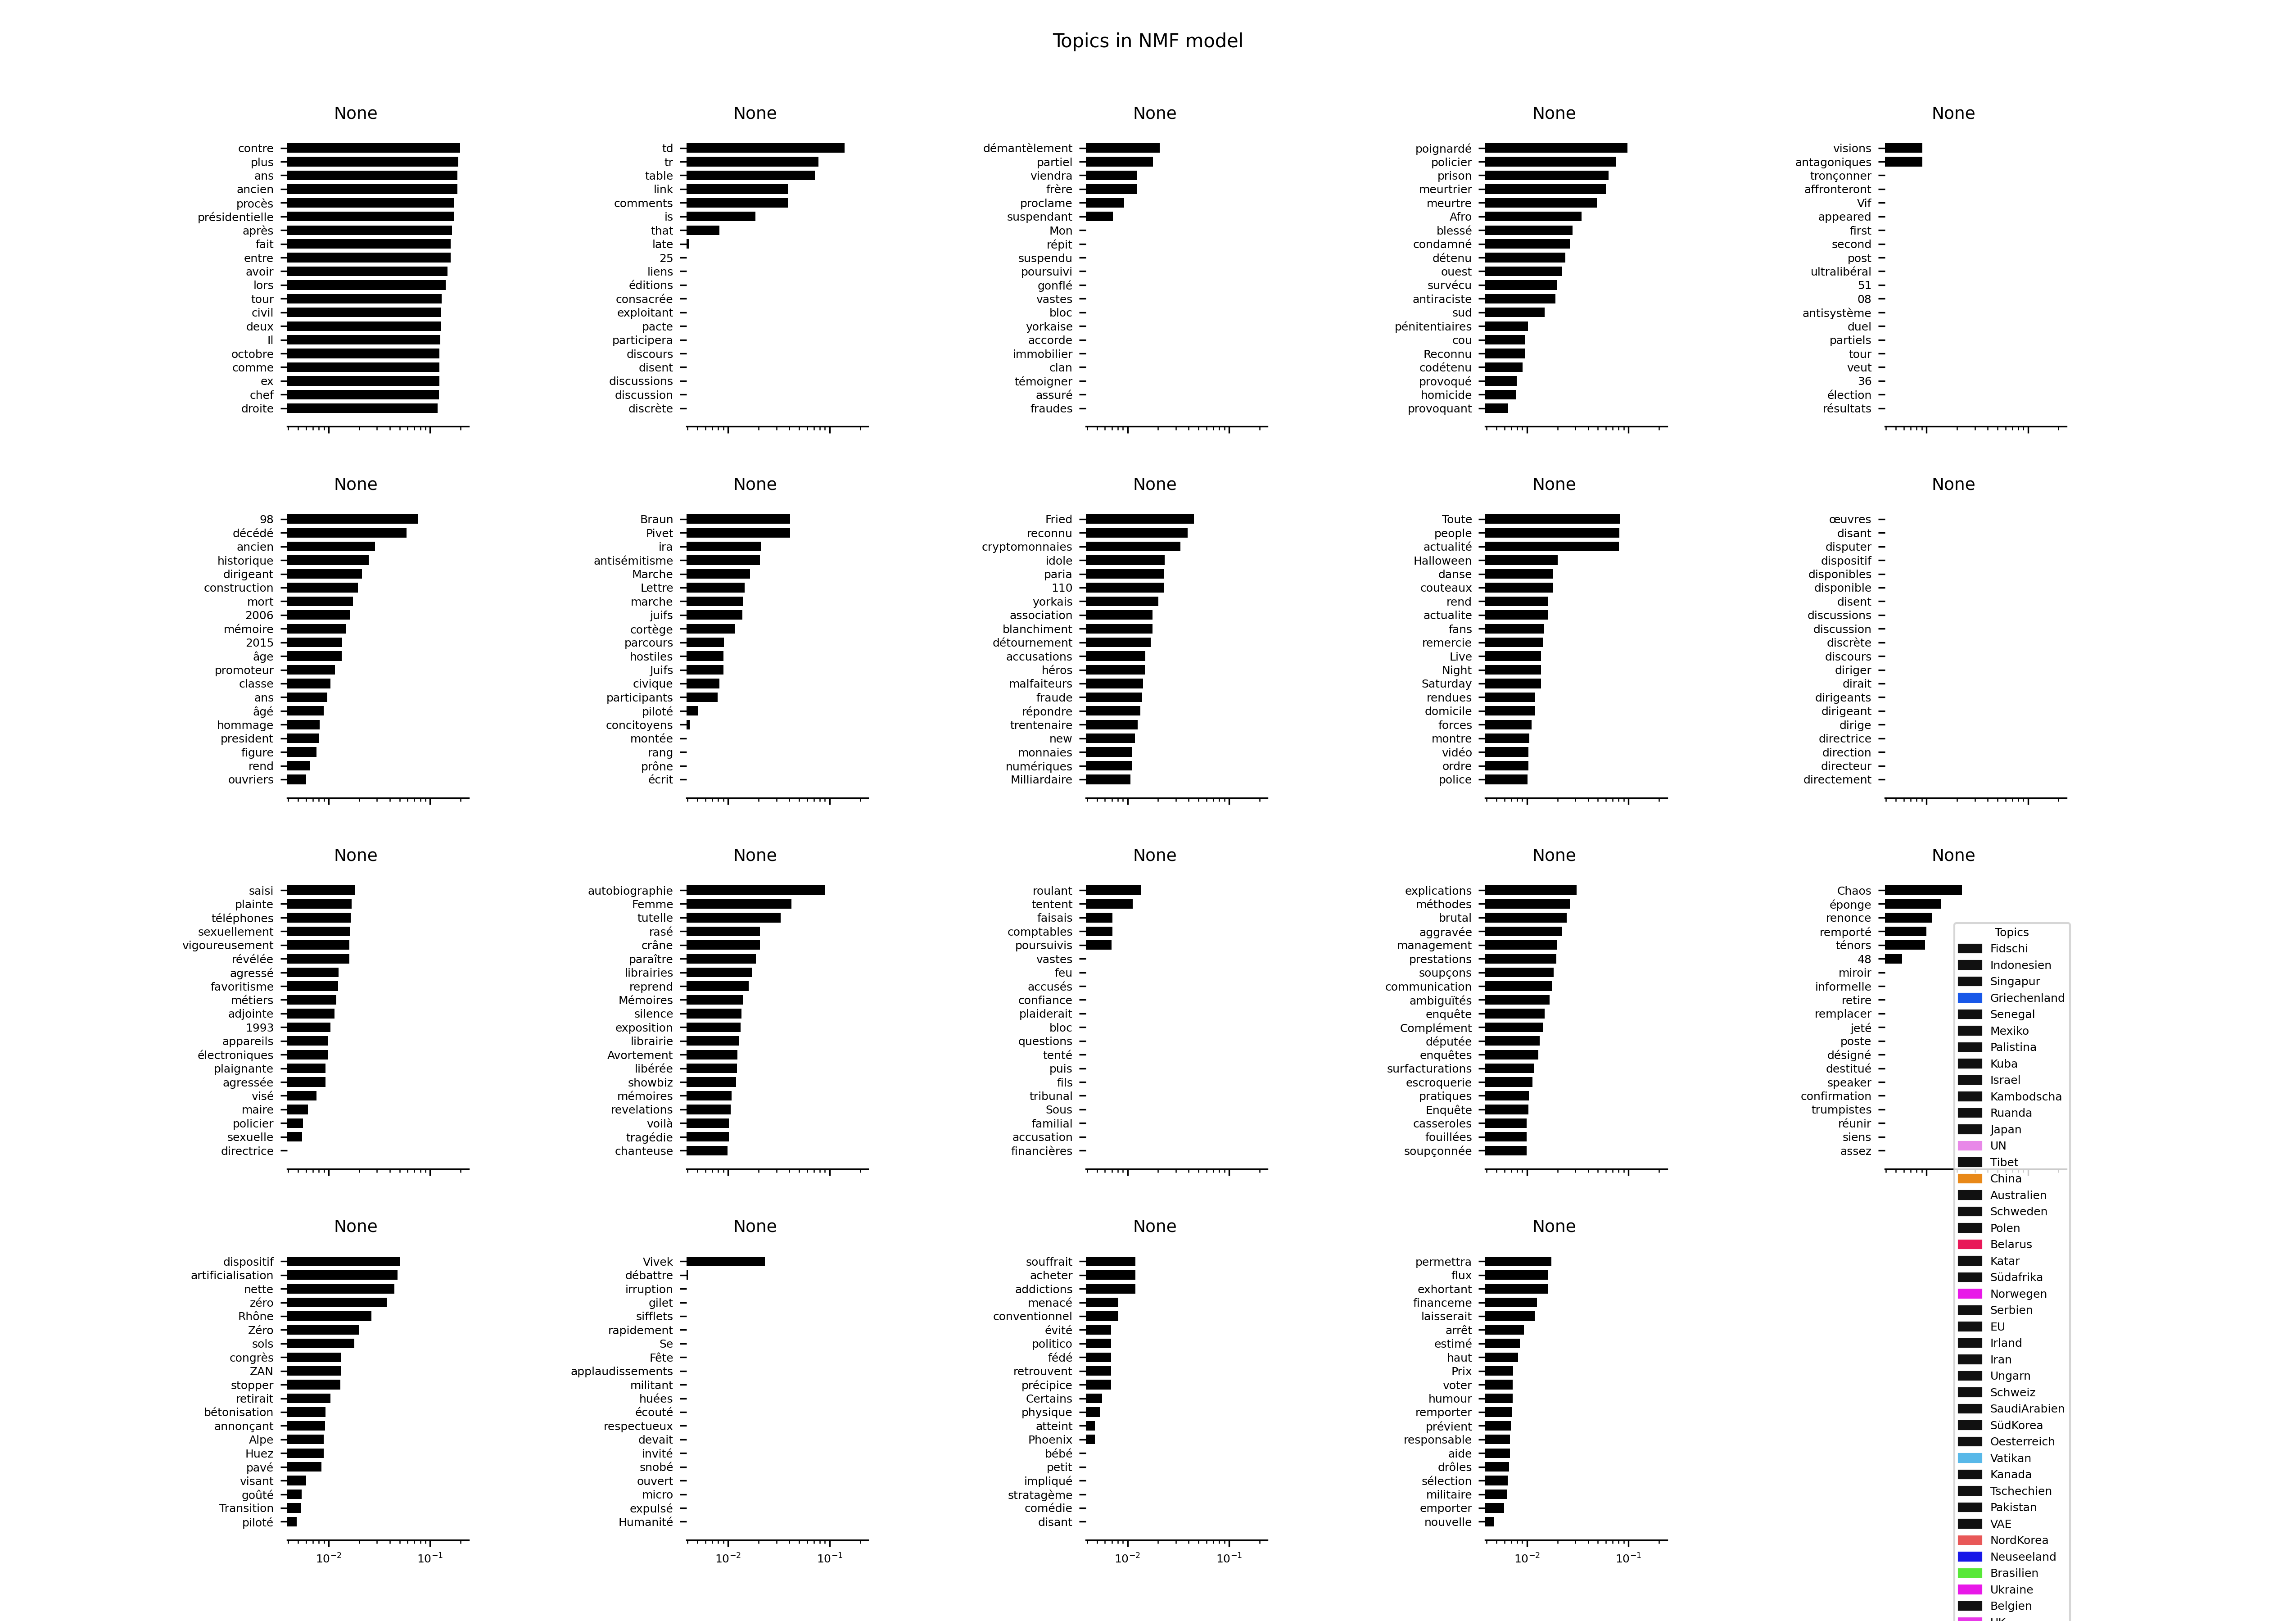 Topics in NMF model
None
contre
plus
ans
ancien
procès
présidentielle
après
fait
entre
avoir
lors
tour
civil
deux
Il
octobre
comme
ex
chef
droite
None
td
tr
table
link
comments
is
that
late
25
liens
éditions
consacrée
exploitant
pacte
participera
discours
disent
discussions
discussion
discrète
None
démantèlement
partiel
viendra
frère
proclame
suspendant
Mon
répit
suspendu
poursuivi
gonflé
vastes
bloc
yorkaise
accorde
immobilier
clan
témoigner
assuré
fraudes
None
poignardé
policier
prison
meurtrier
meurtre
Afro
blessé
condamné
détenu
ouest
survécu
antiraciste
sud
pénitentiaires
cou
Reconnu
codétenu
provoqué
homicide
provoquant
None
visions
antagoniques
tronçonner
affronteront
Vif
appeared
first
second
post
ultralibéral
51
08
antisystème
duel
partiels
tour
veut
36
élection
résultats
None
98
décédé
ancien
historique
dirigeant
construction
mort
2006
mémoire
2015
âge
promoteur
classe
ans
âgé
hommage
president
figure
rend
ouvriers
None
Braun
Pivet
ira
antisémitisme
Marche
Lettre
marche
juifs
cortège
parcours
hostiles
Juifs
civique
participants
piloté
concitoyens
montée
rang
prône
écrit
None
Fried
reconnu
cryptomonnaies
idole
paria
110
yorkais
association
blanchiment
détournement
accusations
héros
malfaiteurs
fraude
répondre
trentenaire
new
monnaies
numériques
Milliardaire
None
Toute
people
actualité
Halloween
danse
couteaux
rend
actualite
fans
remercie
Live
Night
Saturday
rendues
domicile
forces
montre
vidéo
ordre
police
None
œuvres
disant
disputer
dispositif
disponibles
disponible
disent
discussions
discussion
discrète
discours
diriger
dirait
dirigeants
dirigeant
dirige
directrice
direction
directeur
directement
None
saisi
plainte
téléphones
sexuellement
vigoureusement
révélée
agressé
favoritisme
métiers
adjointe
1993
appareils
électroniques
plaignante
agressée
visé
maire
policier
sexuelle
directrice
None
autobiographie
Femme
tutelle
rasé
crâne
paraître
librairies
reprend
Mémoires
silence
exposition
librairie
Avortement
libérée
showbiz
mémoires
revelations
voilà
tragédie
chanteuse
None
roulant
tentent
faisais
comptables
poursuivis
vastes
feu
accusés
confiance
plaiderait
bloc
questions
tenté
puis
fils
tribunal
Sous
familial
accusation
financières
None
explications
méthodes
brutal
aggravée
management
prestations
soupçons
communication
ambiguïtés
enquête
Complément
députée
enquêtes
surfacturations
escroquerie
pratiques
Enquête
casseroles
fouillées
soupçonnée
None
Chaos
éponge
renonce
remporté
ténors
48
miroir
informelle
retire
remplacer
jeté
poste
désigné
destitué
speaker
confirmation
trumpistes
réunir
siens
assez
None
dispositif
artificialisation
nette
zéro
Rhône
Zéro
sols
congrès
ZAN
stopper
retirait
bétonisation
annonçant
Alpe
Huez
pavé
visant
goûté
Transition
piloté
10⁻² 10⁻¹
None
Vivek
débattre
irruption
gilet
sifflets
rapidement
Se
Fête
applaudissements
militant
huées
écouté
respectueux
devait
invité
snobé
ouvert
micro
expulsé
Humanité
10⁻² 10⁻¹
None
souffrait
acheter
addictions
menacé
conventionnel
évité
politico
fédé
retrouvent
précipice
Certains
physique
atteint
Phoenix
bébé
petit
impliqué
stratagème
comédie
disant
10⁻² 10⁻¹
None
permettra
flux
exhortant
financeme
laisserait
arrêt
estimé
haut
Prix
voter
humour
remporter
prévient
responsable
aide
drôles
sélection
militaire
emporter
nouvelle
10⁻² 10⁻¹
Topics
Fidschi
Indonesien
Singapur
Griechenland
Senegal
Mexiko
Palistina
Kuba
Israel
Kambodscha
Ruanda
Japan
UN
Tibet
China
Australien
Schweden
Polen
Belarus
Katar
Südafrika
Norwegen
Serbien
EU
Irland
Iran
Ungarn
Schweiz
SaudiArabien
SüdKorea
Oesterreich
Vatikan
Kanada
Tschechien
Pakistan
VAE
NordKorea
Neuseeland
Brasilien
Ukraine
Belgien